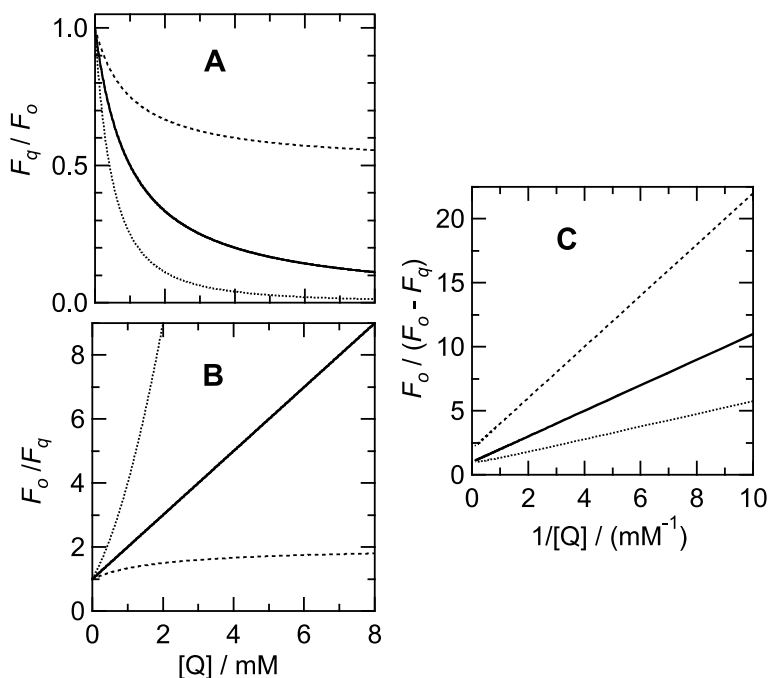 1.0
0.5
0.0
F_q / F_o
A
8
6
4
2
0
F_o /F_q
B
0 2 4 6 8
[Q] / mM
20
15
10
5
0
F_o / (F_o - F_q)
C
0 2 4 6 8 10
1/[Q] / (mM⁻¹)